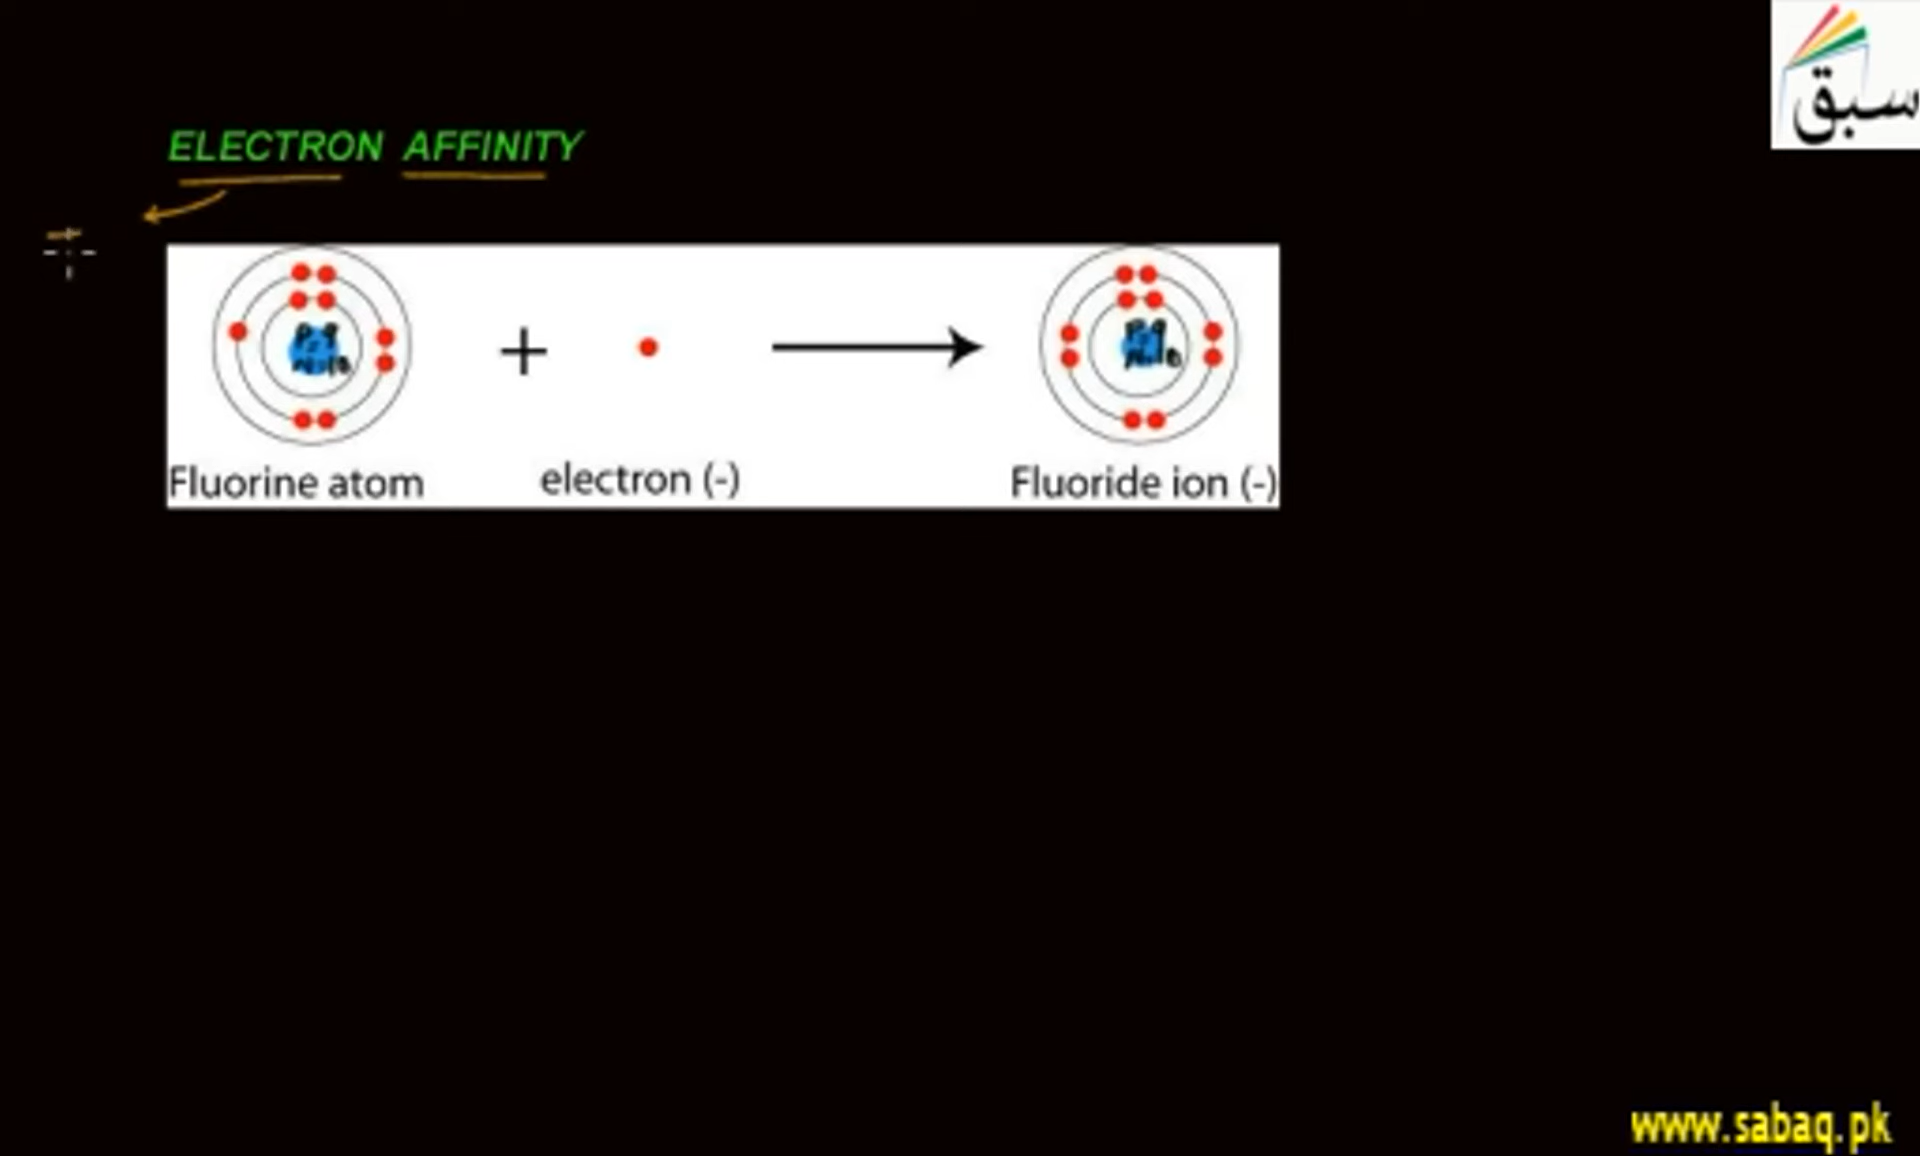 سبق
ELECTRON AFFINITY
Fluorine atom + electron (-) Fluoride ion (-)
www.sabaq.pk